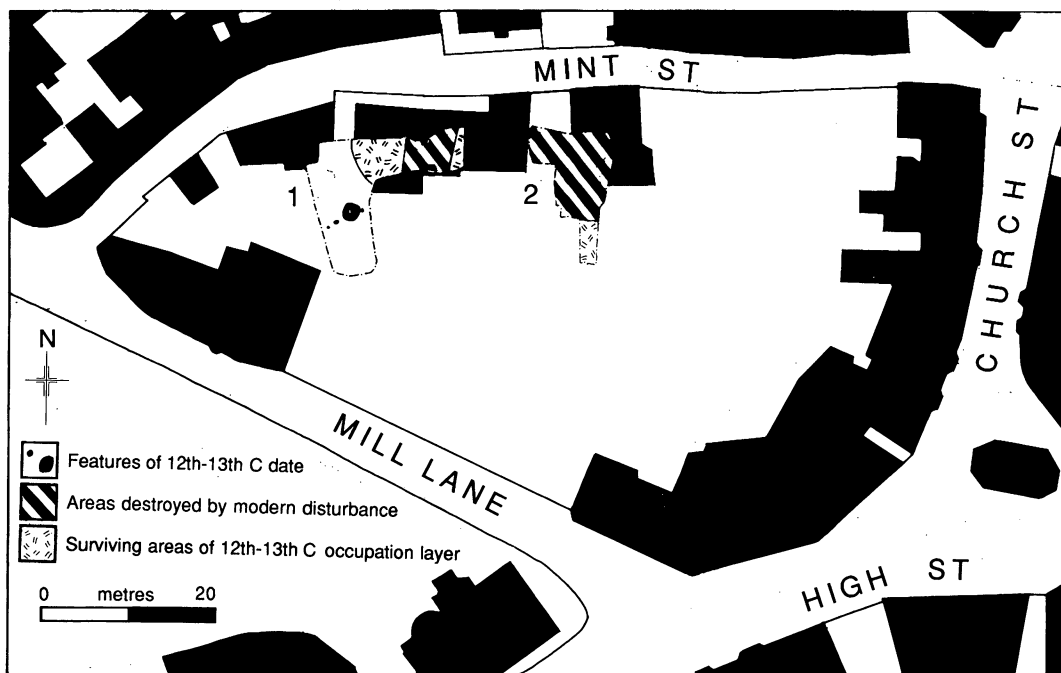 MINT ST
CHURCH ST
1
2
N
MILL LANE
Features of 12th-13th C date
Areas destroyed by modern disturbance
Surviving areas of 12th-13th C occupation layer
0 metres 20
HIGH ST